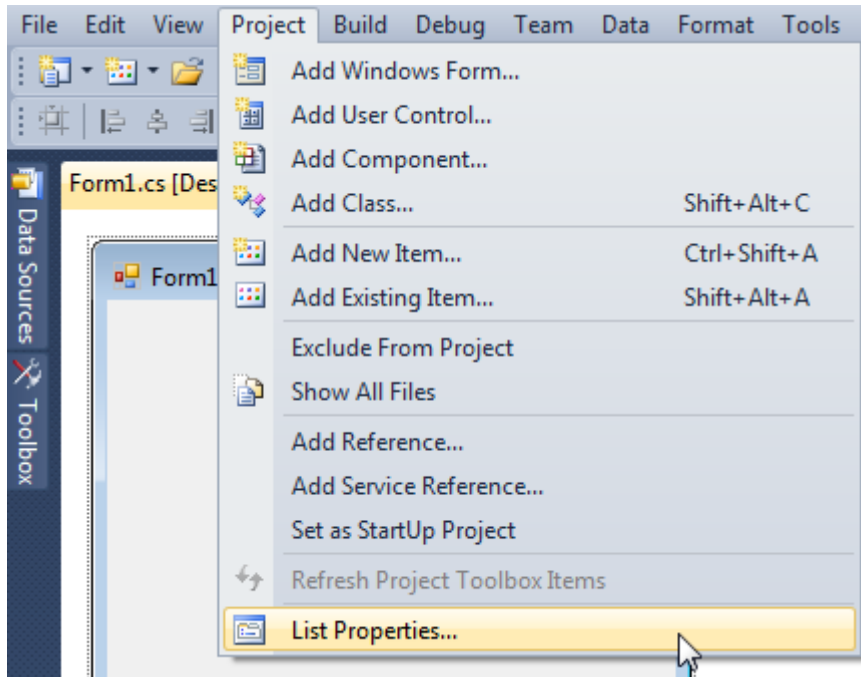 File Edit View Project Build Debug Team Data Format Tools
Add Windows Form...
Add User Control...
Add Component...
Form1.cs [Des
Add Class... Shift+Alt+C
Add New Item... Ctrl+Shift+A
Form1
Add Existing Item... Shift+Alt+A
Exclude From Project
Show All Files
Add Reference...
Add Service Reference...
Set as StartUp Project
Refresh Project Toolbox Items
List Properties...
Data Sources
Toolbox